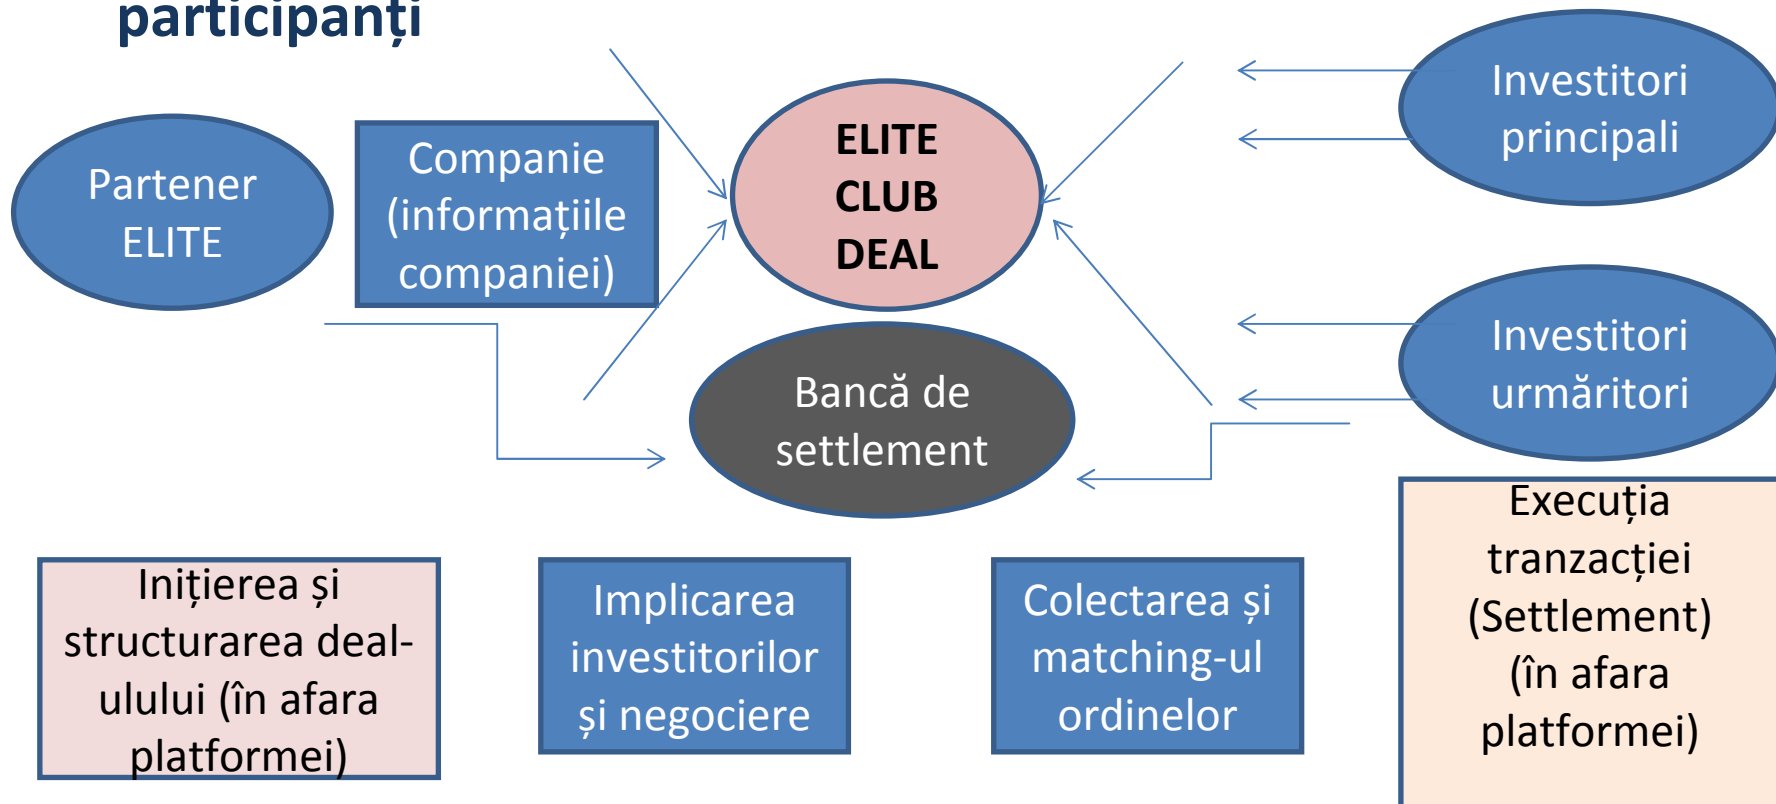 participanți
Partener
ELITE
Companie
(informațiile
companiei)
ELITE
CLUB
DEAL
Investitori
principali
Bancă de
settlement
Investitori
urmăritori
Inițierea și
structurarea deal-
ulului (în afara
platformei)
Implicarea
investitorilor
și negociere
Colectarea și
matching-ul
ordinelor
Execuția
tranzacției
(Settlement)
(în afara
platformei)